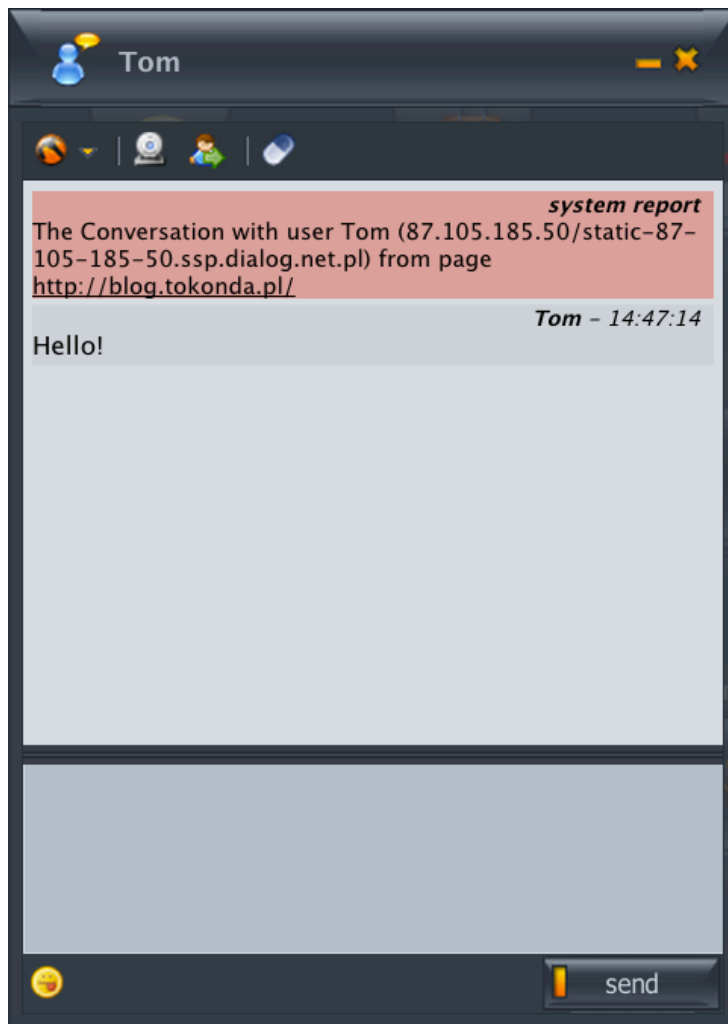 Tom
system report
The Conversation with user Tom (87.105.185.50/static-87-
105-185-50.ssp.dialog.net.pl) from page
http://blog.tokonda.pl/
Tom - 14:47:14
Hello!
send